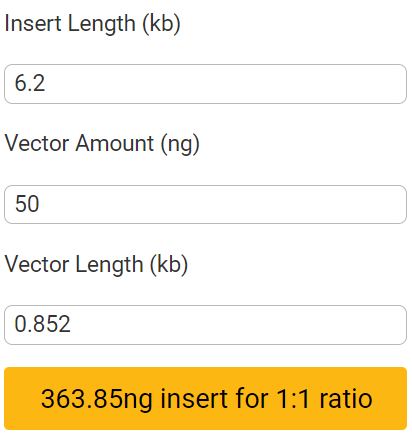 Insert Length (kb)
6.2
Vector Amount (ng)
50
Vector Length (kb)
0.852
363.85ng insert for 1:1 ratio